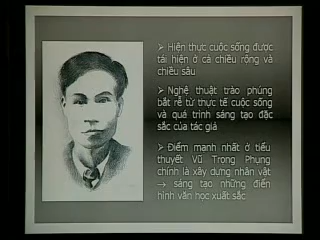 ➢ Hiện thực cuộc sống được
tái hiện ở cả chiều rộng và
chiều sâu
➢ Nghệ thuật trào phúng
bắt rễ từ thực tế cuộc sống
và quá trình sáng tạo đặc
sắc của tác giả
➢ Điểm mạnh nhất ở tiểu
thuyết Vũ Trọng Phụng
chính là xây dựng nhân vật
→ sáng tạo những điển
hình văn học xuất sắc